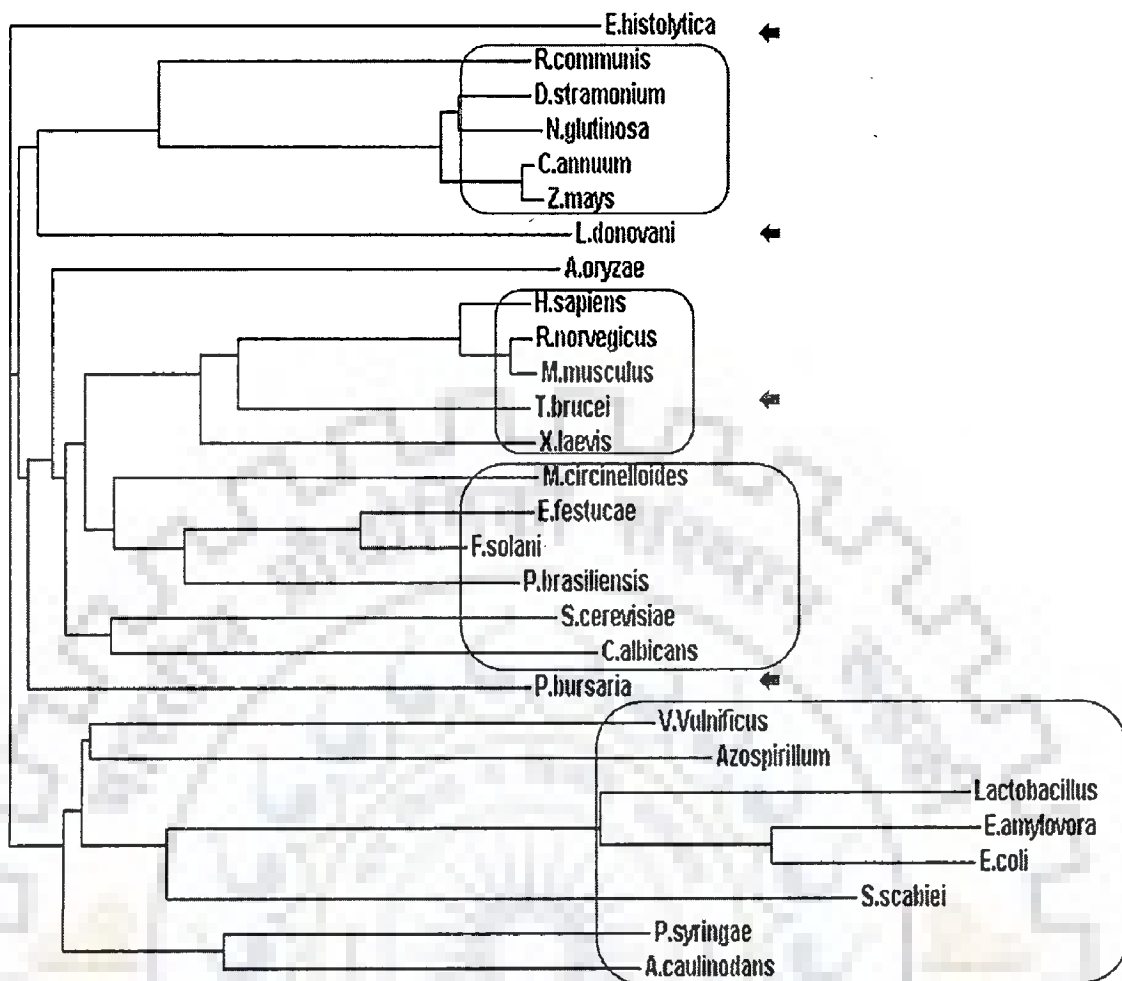 E.histolytica
R.communis
D.stramonium
N.glutinosa
C.annuum
Z.mays
L.donovani
A.oryzae
H.sapiens
R.norvegicus
M.musculus
T.brucei
X.laevis
M.circinelloides
E.festucae
F.solani
P.brasiliensis
S.cerevisiae
C.albicans
P.bursaria
V.Vulnificus
Azospirillum
Lactobacillus
E.amylovora
E.coli
S.scabiei
P.syringae
A.caulinodans